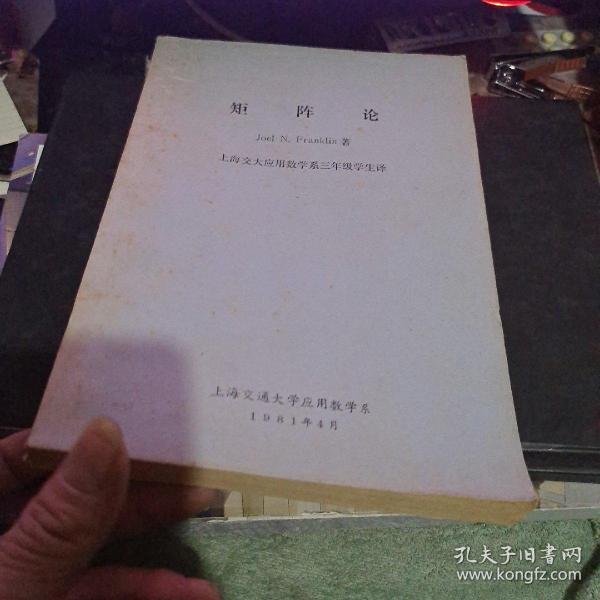 矩 阵 论
Joel N. Franklin 著
上海交大应用数学系三年级学生译
上海交通大学应用数学系
1981年4月
孔夫子旧书网
www.kongfz.com